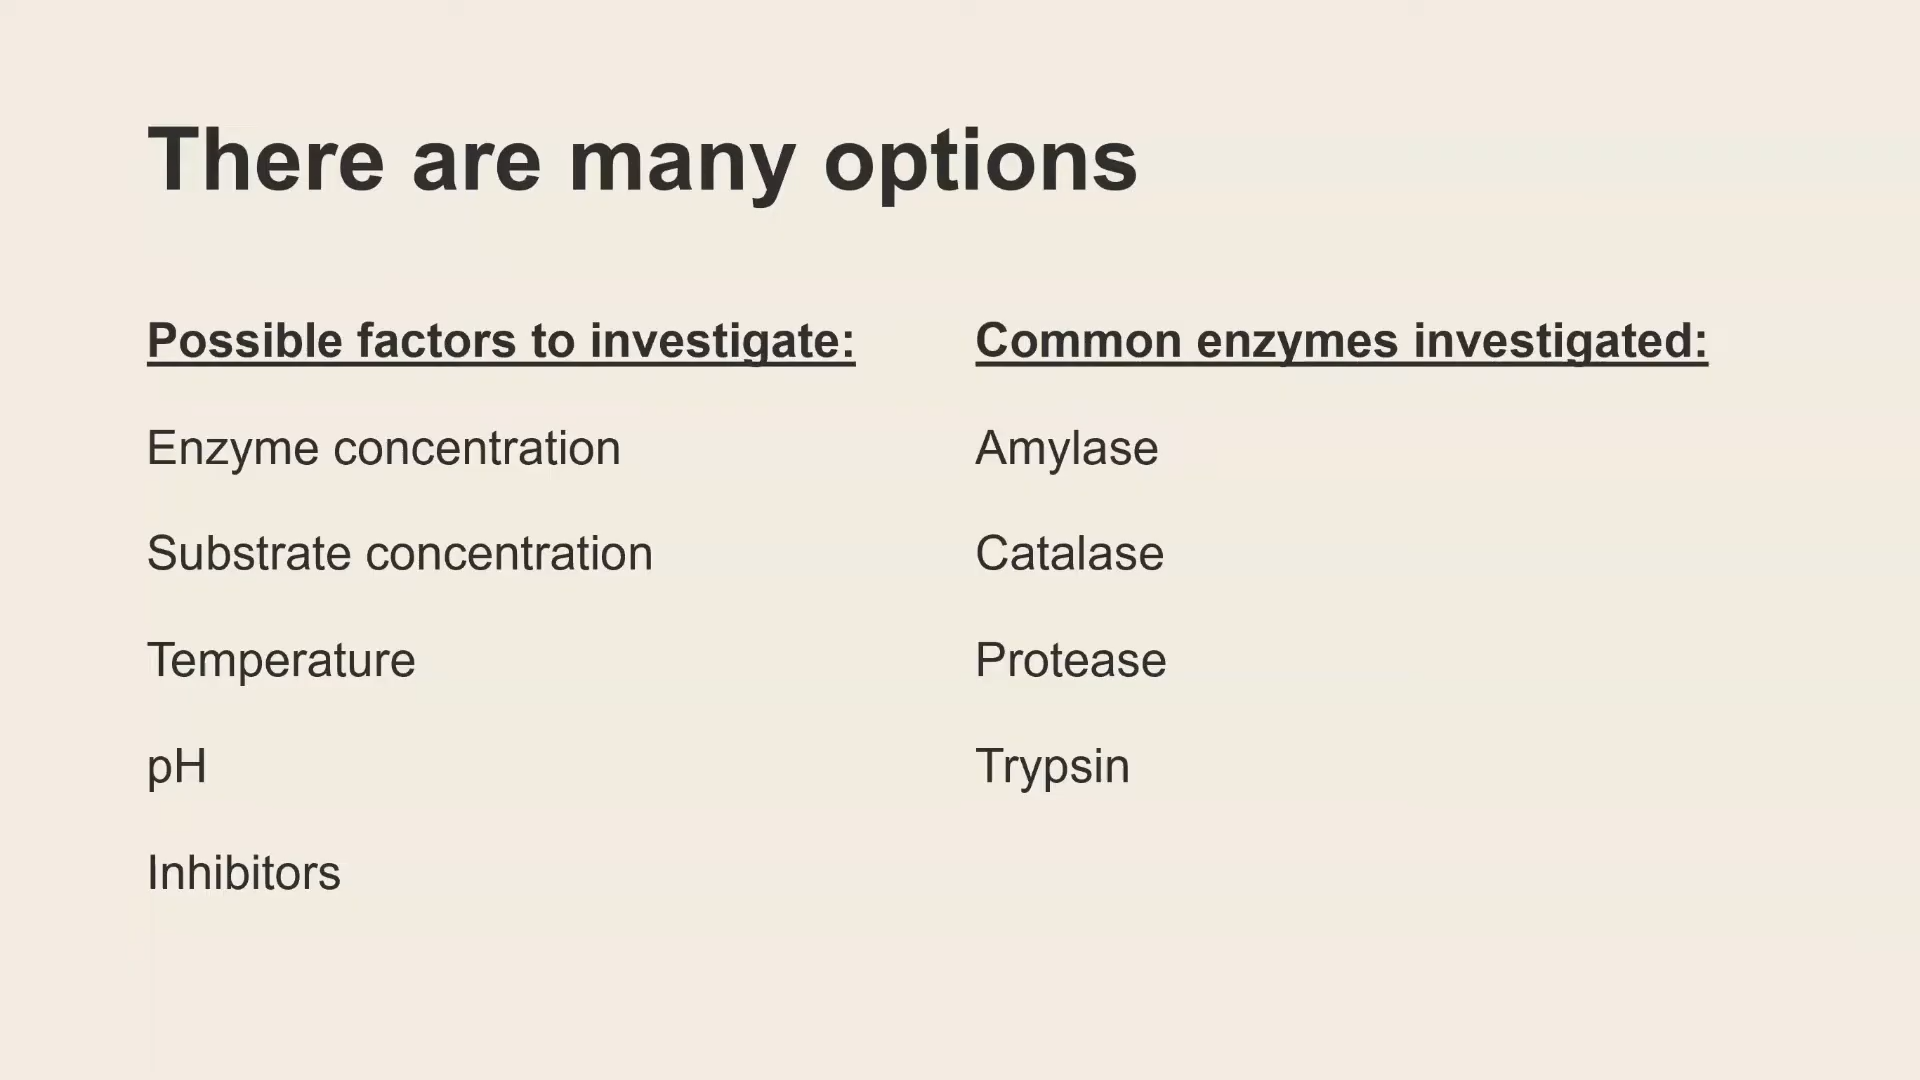 There are many options
Possible factors to investigate:
Enzyme concentration
Substrate concentration
Temperature
pH
Inhibitors
Common enzymes investigated:
Amylase
Catalase
Protease
Trypsin